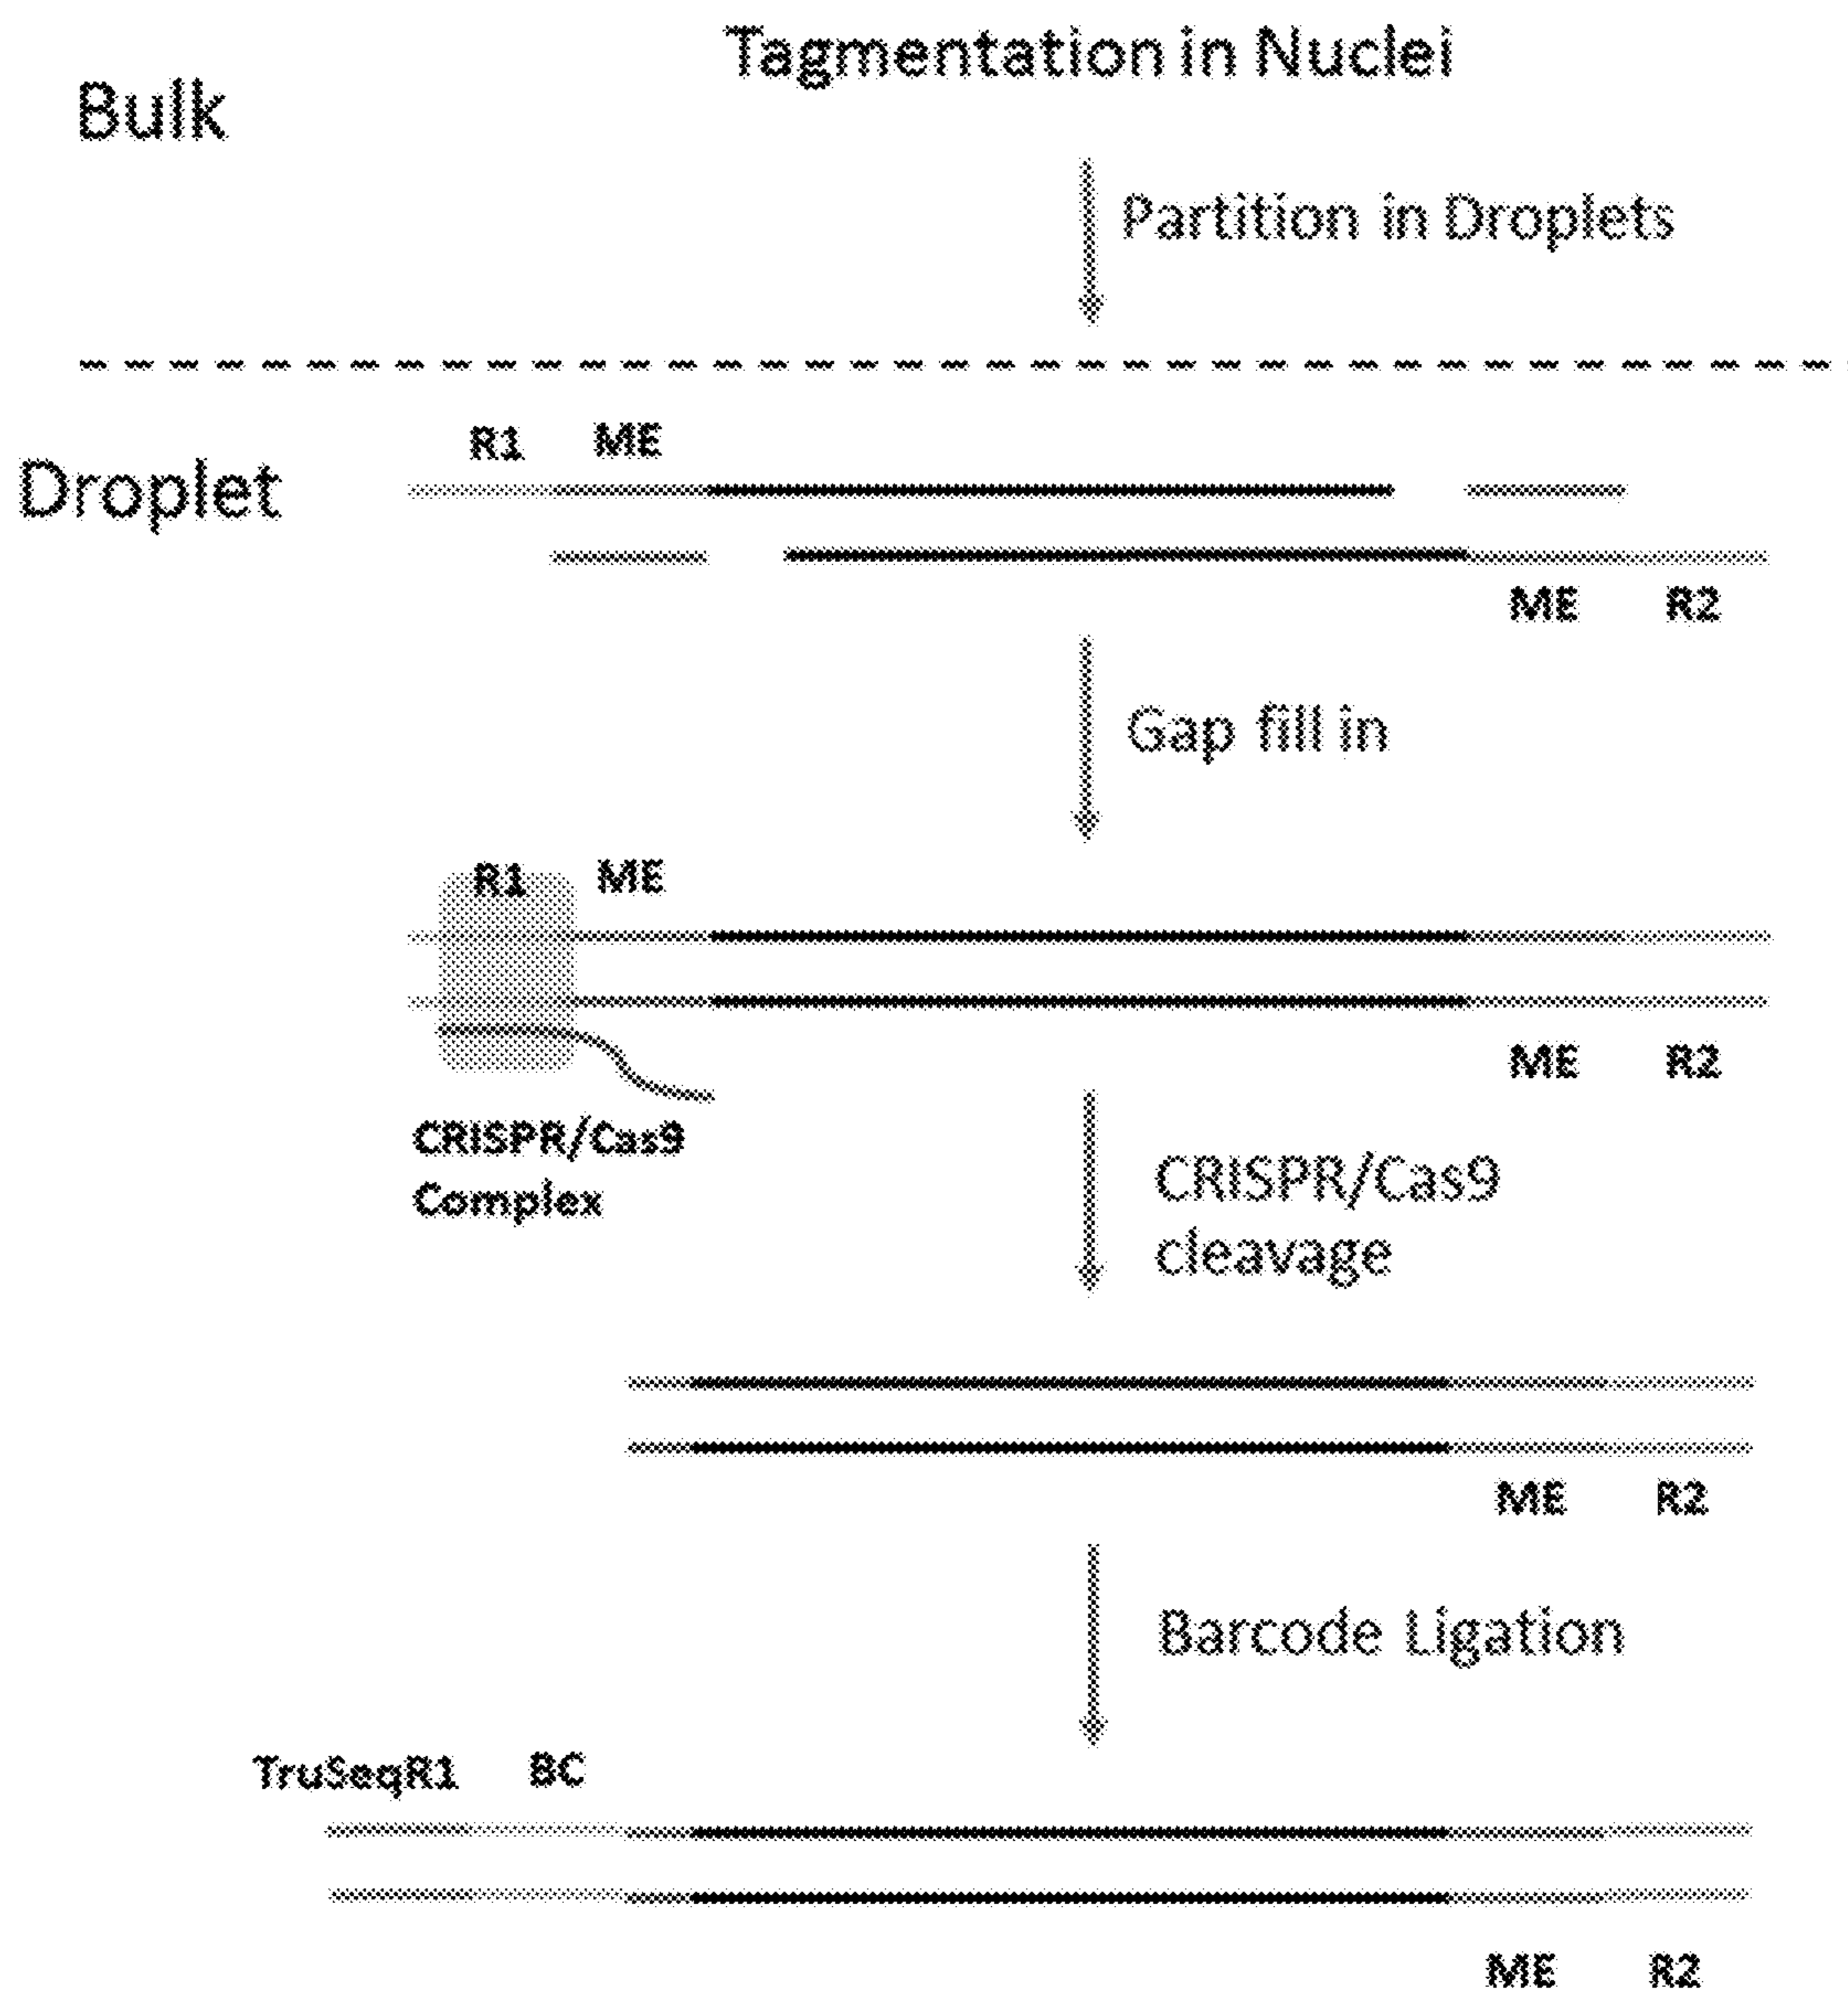 Tagmentation in Nuclei
Bulk
Partition in Droplets
R1 ME
Droplet
ME R2
Gap fill in
R1 ME
ME R2
CRISPR/Cas9
Complex
CRISPR/Cas9
cleavage
ME R2
Barcode Ligation
TruSeqR1 BC
ME R2